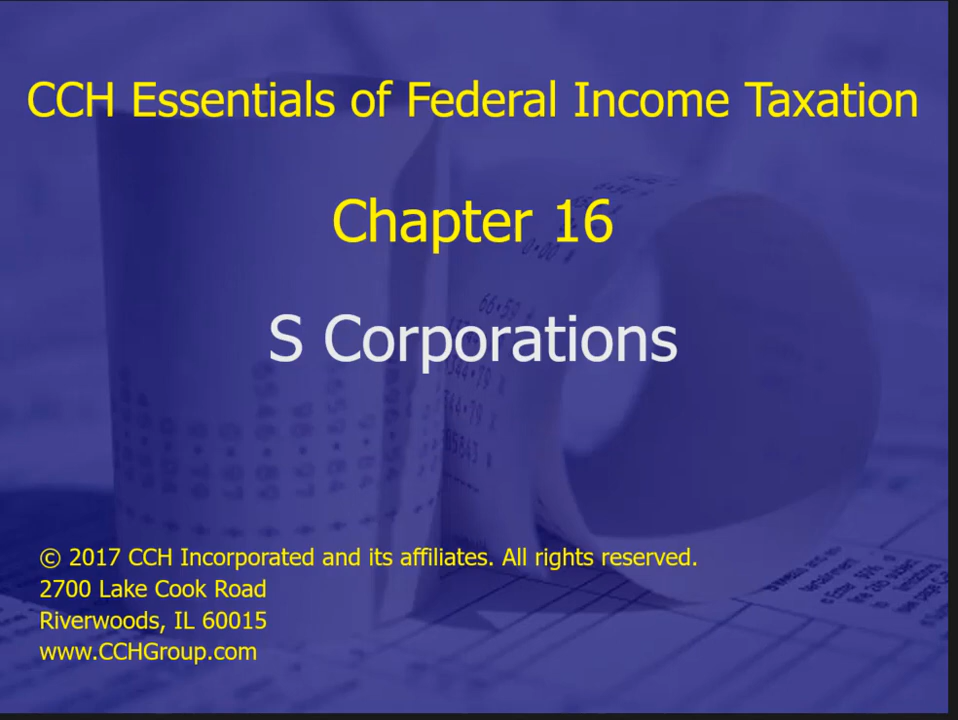 CCH Essentials of Federal Income Taxation
Chapter 16
S Corporations
© 2017 CCH Incorporated and its affiliates. All rights reserved.
2700 Lake Cook Road
Riverwoods, IL 60015
www.CCHGroup.com